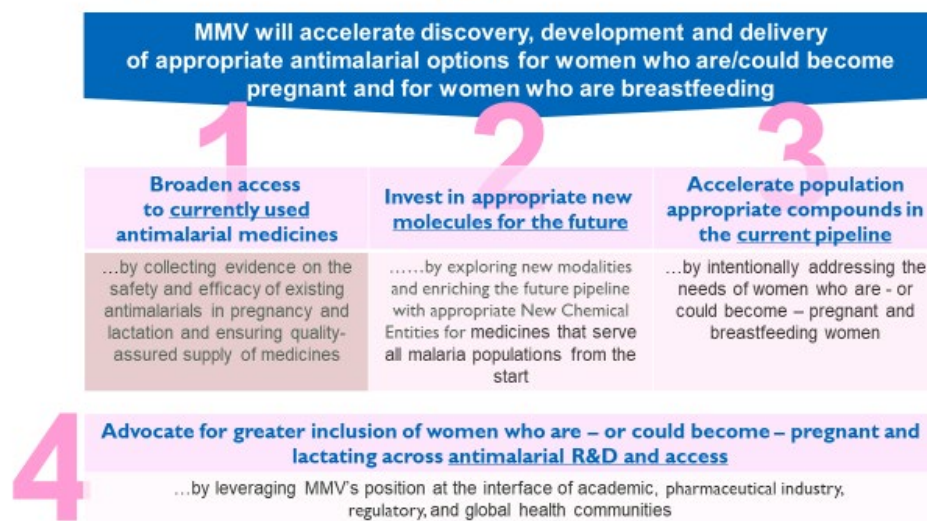 MMV will accelerate discovery, development and delivery
of appropriate antimalarial options for women who are/could become
pregnant and for women who are breastfeeding
1
Broaden access
to currently used
antimalarial medicines
...by collecting evidence on the
safety and efficacy of existing
antimalarials in pregnancy and
lactation and ensuring quality-
assured supply of medicines
2
Invest in appropriate new
molecules for the future
......by exploring new modalities
and enriching the future pipeline
with appropriate New Chemical
Entities for medicines that serve
all malaria populations from the
start
3
Accelerate population
appropriate compounds in
the current pipeline
...by intentionally addressing the
needs of women who are - or
could become – pregnant and
breastfeeding women
4
Advocate for greater inclusion of women who are – or could become – pregnant and
lactating across antimalarial R&D and access
...by leveraging MMV's position at the interface of academic, pharmaceutical industry,
regulatory, and global health communities